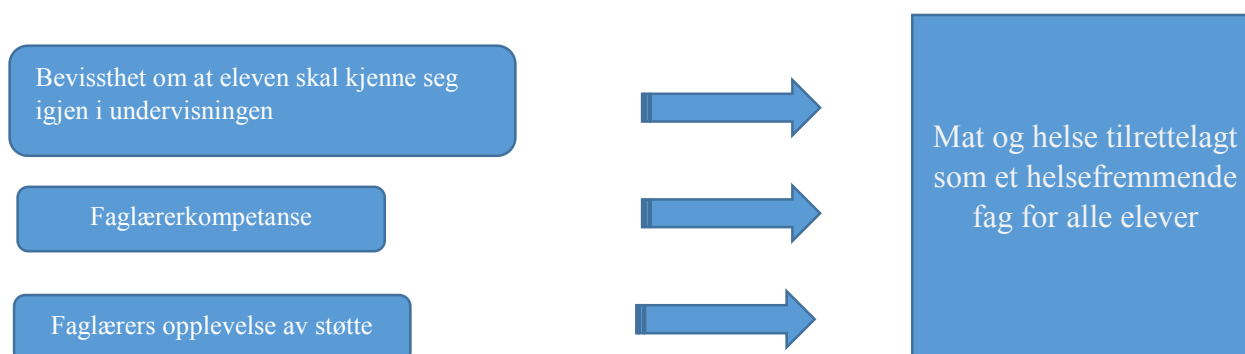 Bevissthet om at eleven skal kjenne seg
igjen i undervisningen
Faglærerkompetanse
Faglærers opplevelse av støtte
Mat og helse tilrettelagt
som et helsefremmende
fag for alle elever